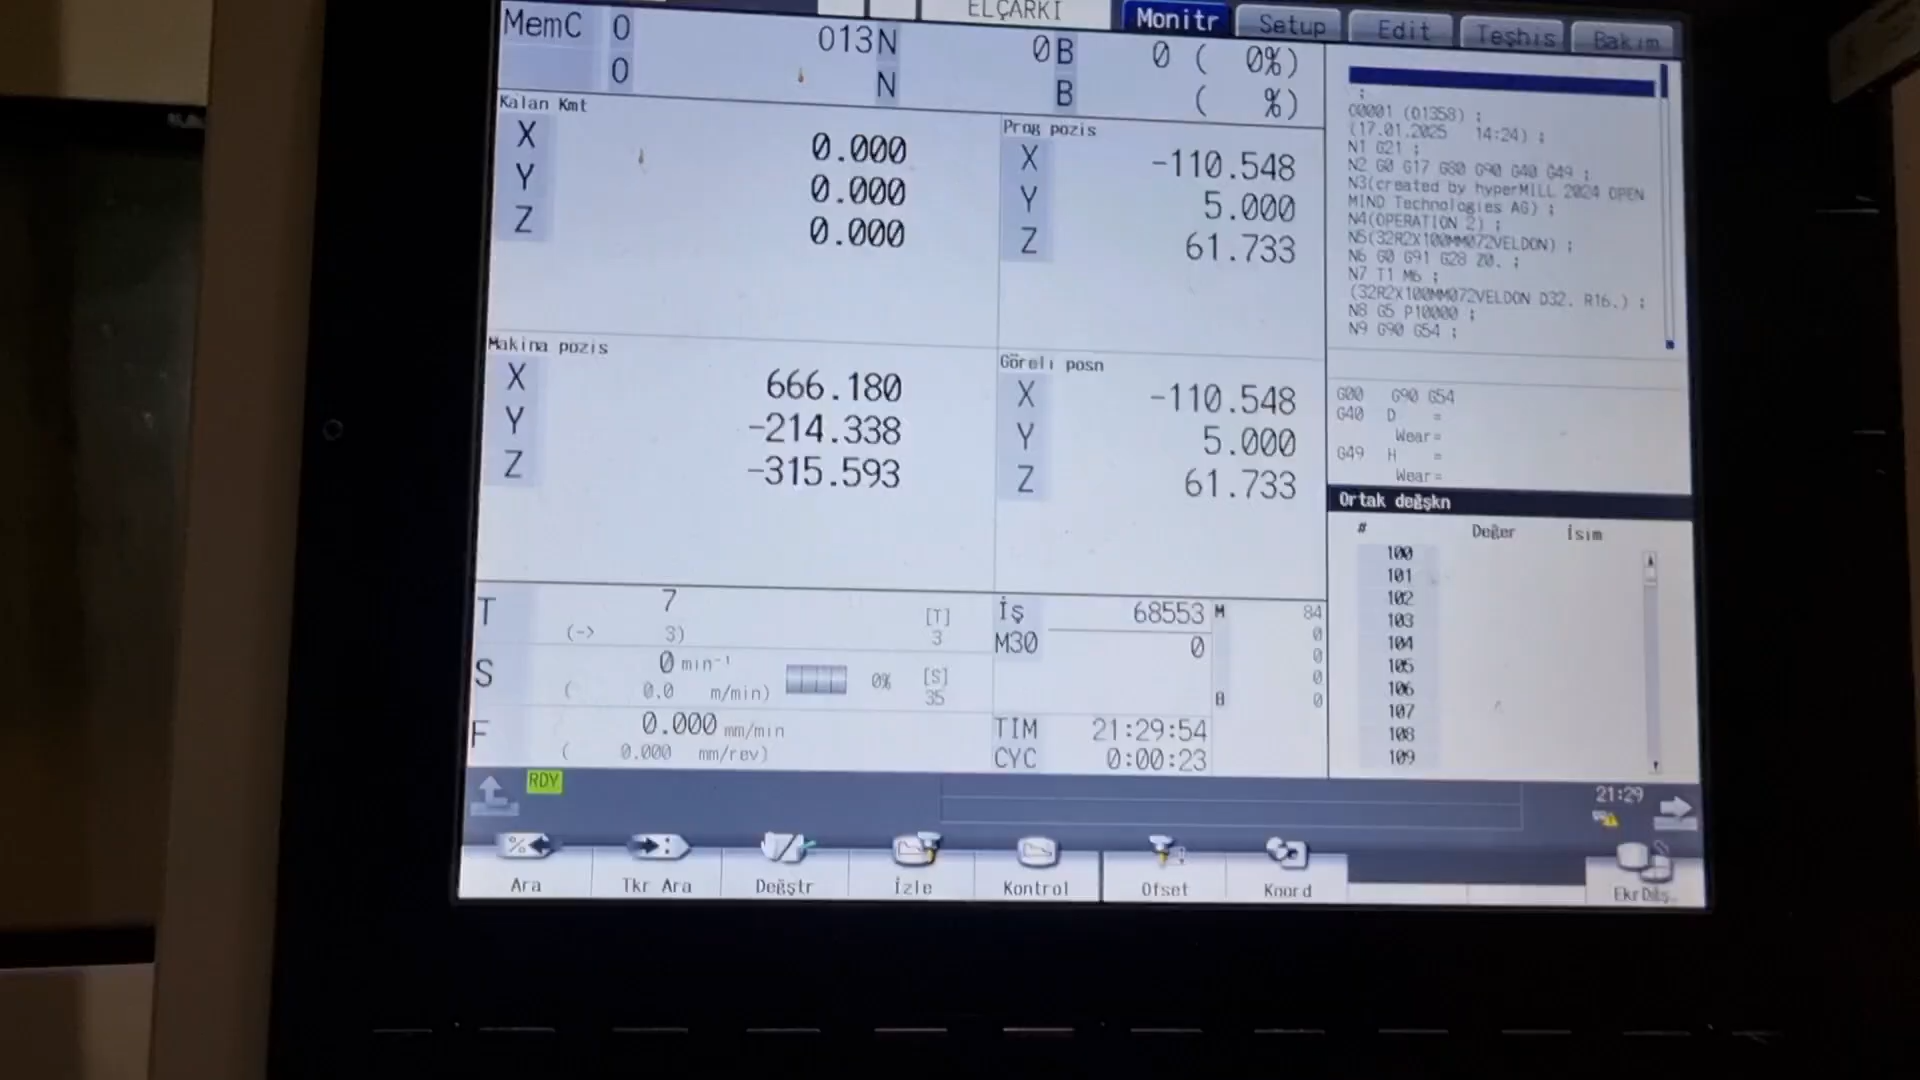 ELÇARKI
Monitr Setup Edit Teşhis Bakım
MemC O 013 N 0 B 0 ( 0%)
O N B ( %)
Kalan Kmt
X 0.000
Y 0.000
Z 0.000
Prog pozis
X -110.548
Y 5.000
Z 61.733
Makina pozis
X 666.180
Y -214.338
Z -315.593
Göreli posn
X -110.548
Y 5.000
Z 61.733
;
O0001 (01358) ;
(17.01.2025 14:24) ;
N1 G21 ;
N2 G0 G17 G80 G90 G40 G49 ;
N3(created by hyperMILL 2024 OPEN
MIND Technologies AG) ;
N4(OPERATION 2) ;
N5(32R2X100MM072VELDON) ;
N6 G0 G91 G28 Z0. ;
N7 T1 M6 ;
(32R2X100MM072VELDON D32. R16.) ;
N8 G5 P10000 ;
N9 G90 G54 ;
G00 G90 G54
G40 D =
Wear=
G49 H =
Wear=
Ortak değşkn
# Değer İsim
100
101
102
103
104
105
106
107
108
109
T 7 [T]
(-> 3) 3
S 0 min⁻¹ 0% [S]
( 0.0 m/min) 35
F 0.000 mm/min
( 0.000 mm/rev)
İş 68553 M 84
M30 0 0
0
0
B 0
TIM 21:29:54
CYC 0:00:23
RDY
21:29
Ara Tkr Ara Değştr İzle Kontrol Ofset Koord